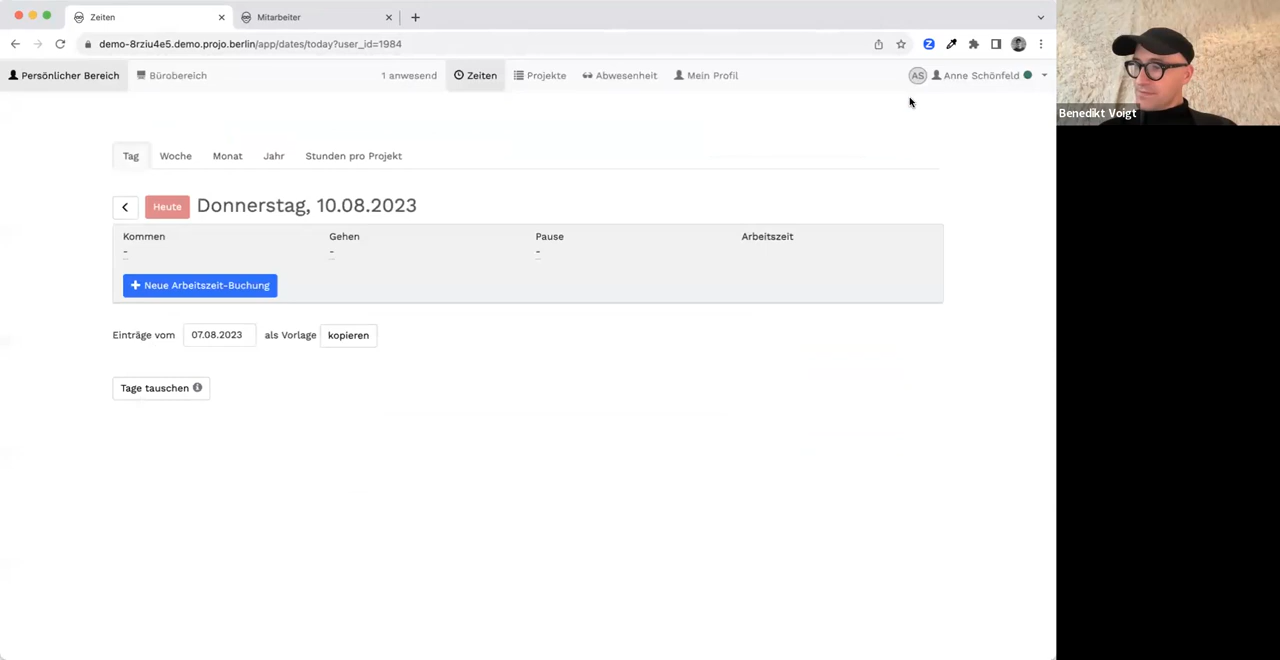 Zeiten
Mitarbeiter
demo-8rziu4e5.demo.projo.berlin/app/dates/today?user_id=1984
Persönlicher Bereich
Bürobereich
1 anwesend
Zeiten
Projekte
Abwesenheit
Mein Profil
AS
Anne Schönfeld
Benedikt Voigt
Tag
Woche
Monat
Jahr
Stunden pro Projekt
Heute
Donnerstag, 10.08.2023
Kommen
Gehen
Pause
Arbeitszeit
-
-
-
+ Neue Arbeitszeit-Buchung
Einträge vom 07.08.2023 als Vorlage kopieren
Tage tauschen